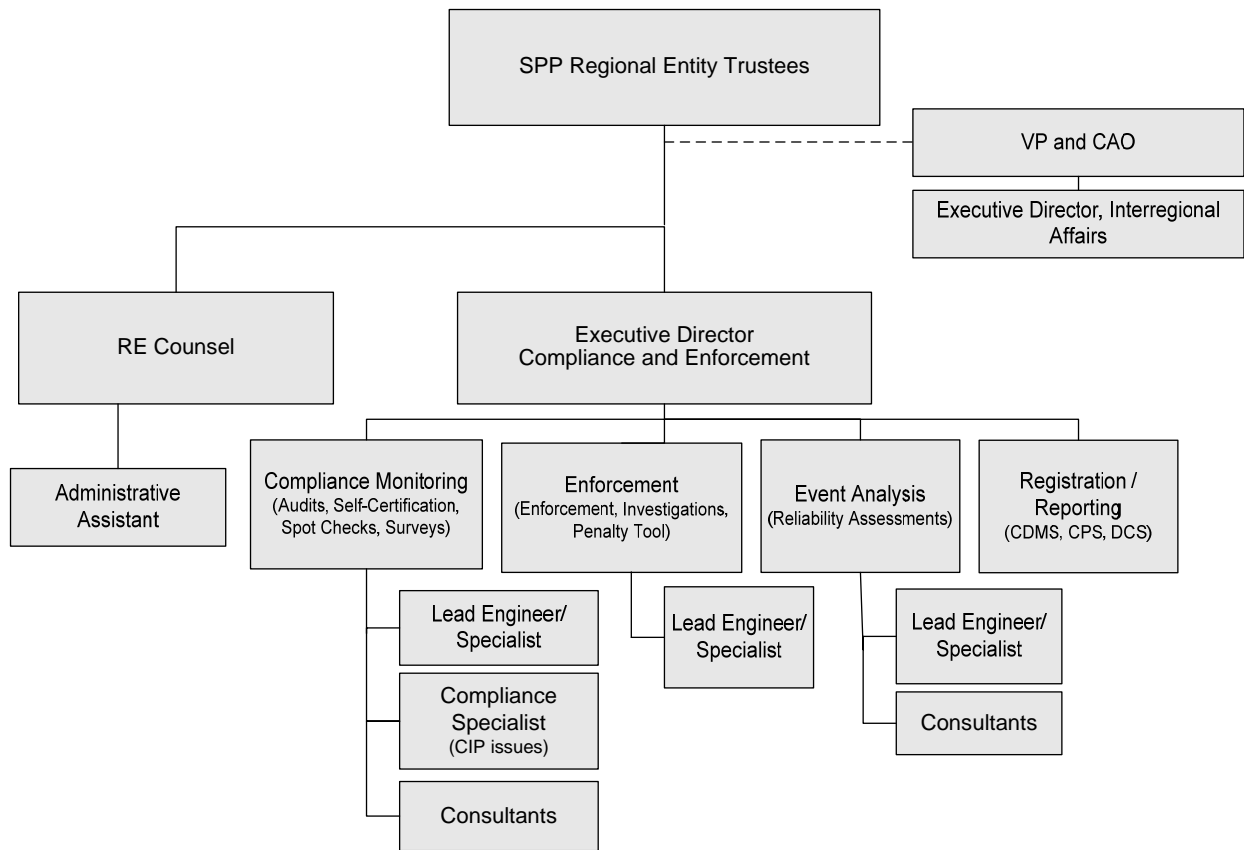 SPP Regional Entity Trustees
VP and CAO
Executive Director, Interregional
Affairs
RE Counsel
Executive Director
Compliance and Enforcement
Administrative
Assistant
Compliance Monitoring
(Audits, Self-Certification,
Spot Checks, Surveys)
Enforcement
(Enforcement, Investigations,
Penalty Tool)
Event Analysis
(Reliability Assessments)
Registration /
Reporting
(CDMS, CPS, DCS)
Lead Engineer/
Specialist
Compliance
Specialist
(CIP issues)
Consultants
Lead Engineer/
Specialist
Lead Engineer/
Specialist
Consultants